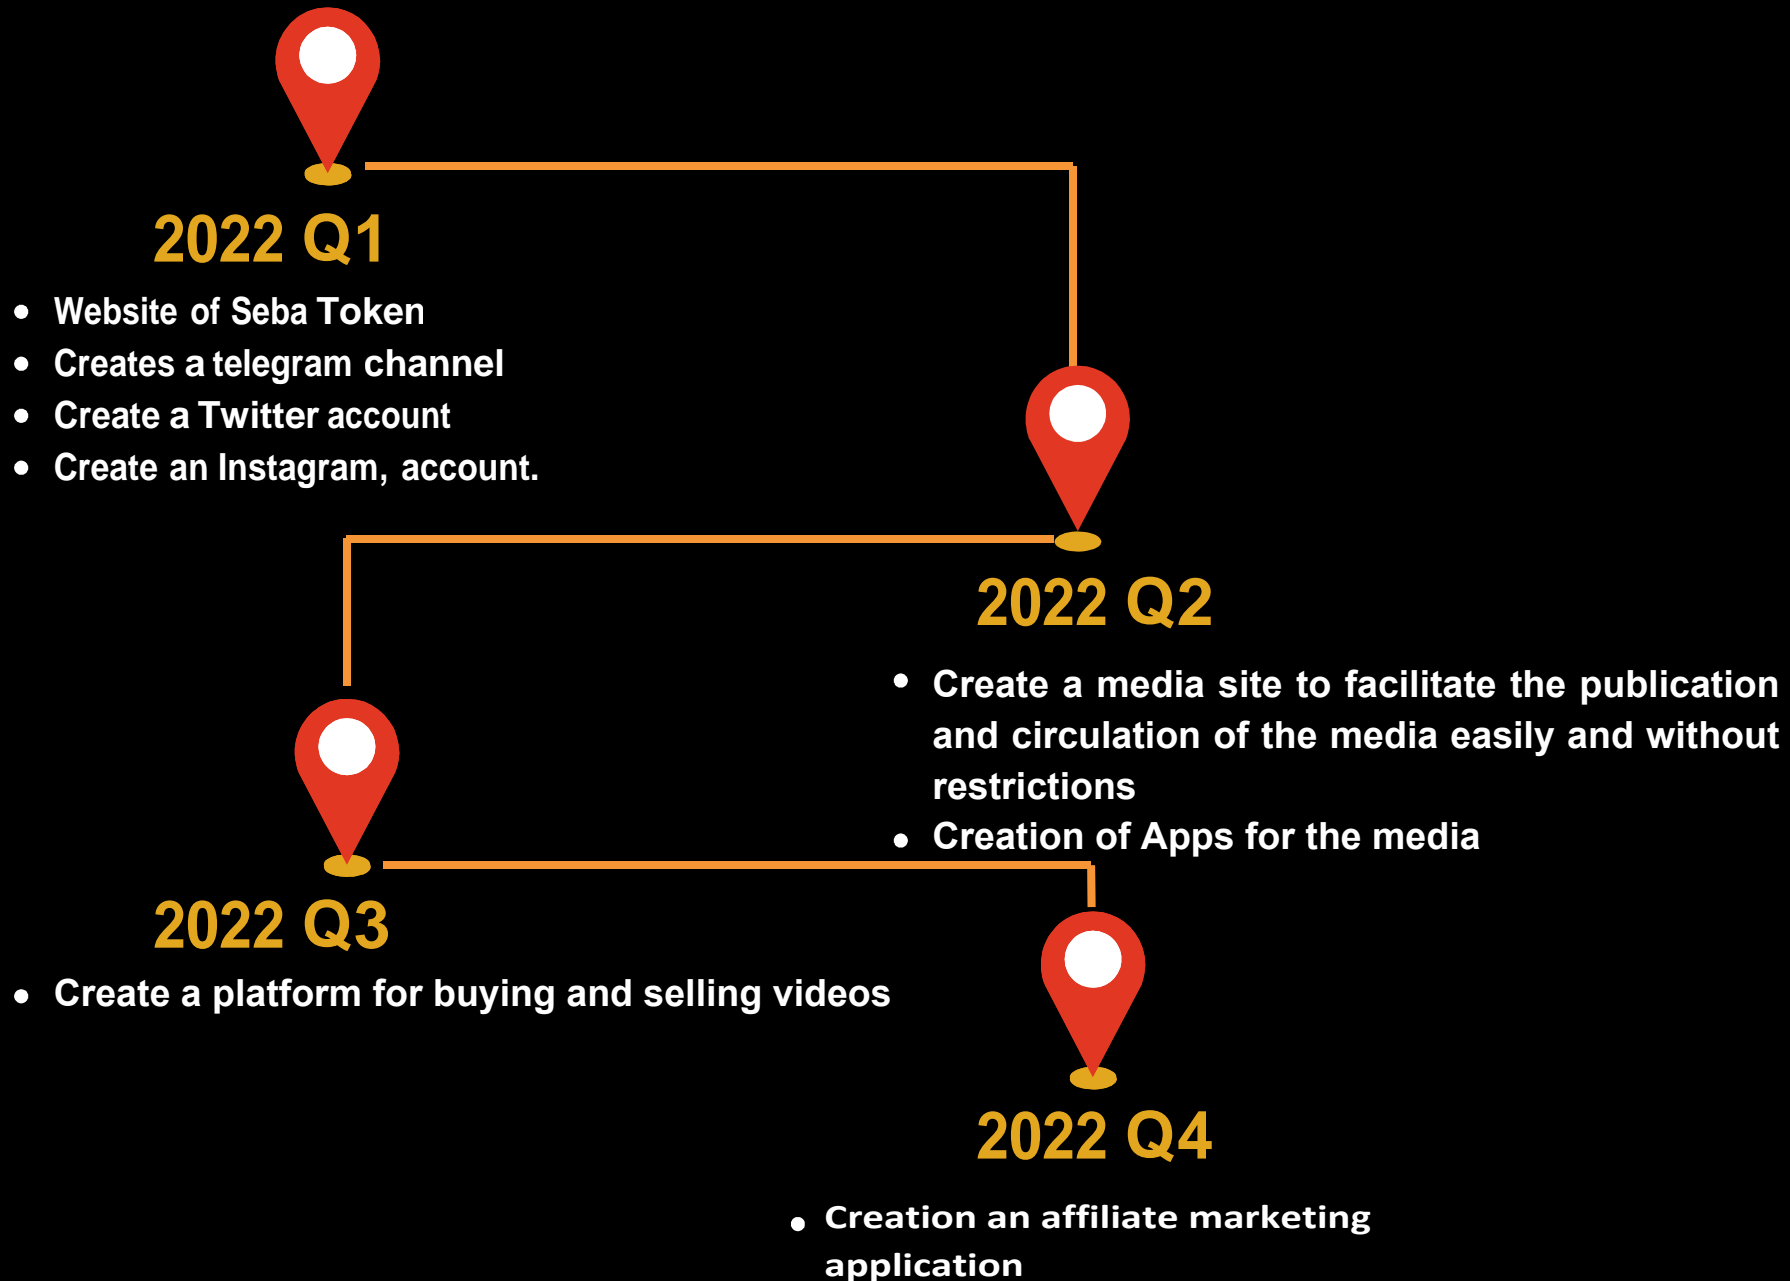 2022 Q1
• Website of Seba Token
• Creates a telegram channel
• Create a Twitter account
• Create an Instagram, account.
2022 Q2
• Create a media site to facilitate the publication
and circulation of the media easily and without
restrictions
• Creation of Apps for the media
2022 Q3
• Create a platform for buying and selling videos
2022 Q4
• Creation an affiliate marketing
application